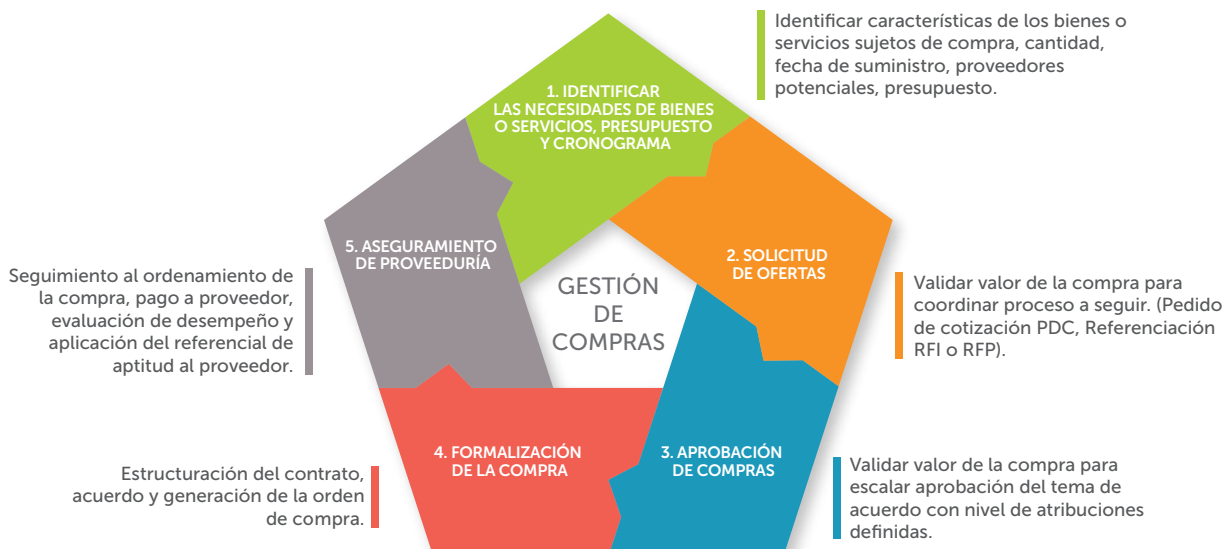 1. IDENTIFICAR
LAS NECESIDADES DE BIENES
O SERVICIOS, PRESUPUESTO
Y CRONOGRAMA
Identificar características de los bienes o
servicios sujetos de compra, cantidad,
fecha de suministro, proveedores
potenciales, presupuesto.
2. SOLICITUD
DE OFERTAS
Validar valor de la compra para
coordinar proceso a seguir. (Pedido
de cotización PDC, Referenciación
RFI o RFP).
3. APROBACIÓN
DE COMPRAS
Validar valor de la compra para
escalar aprobación del tema de
acuerdo con nivel de atribuciones
definidas.
4. FORMALIZACIÓN
DE LA COMPRA
Estructuración del contrato,
acuerdo y generación de la orden
de compra.
5. ASEGURAMIENTO
DE PROVEEDURÍA
Seguimiento al ordenamiento de
la compra, pago a proveedor,
evaluación de desempeño y
aplicación del referencial de
aptitud al proveedor.
GESTIÓN
DE
COMPRAS